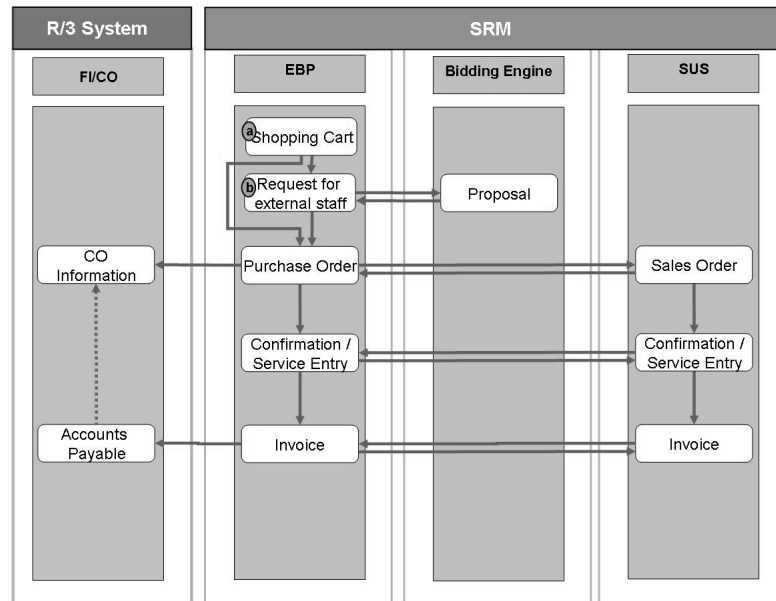 R/3 System
SRM
FI/CO
EBP
Bidding Engine
SUS
a
Shopping Cart
b
Request for
external staff
Proposal
CO
Information
Purchase Order
Sales Order
Confirmation /
Service Entry
Confirmation /
Service Entry
Accounts
Payable
Invoice
Invoice